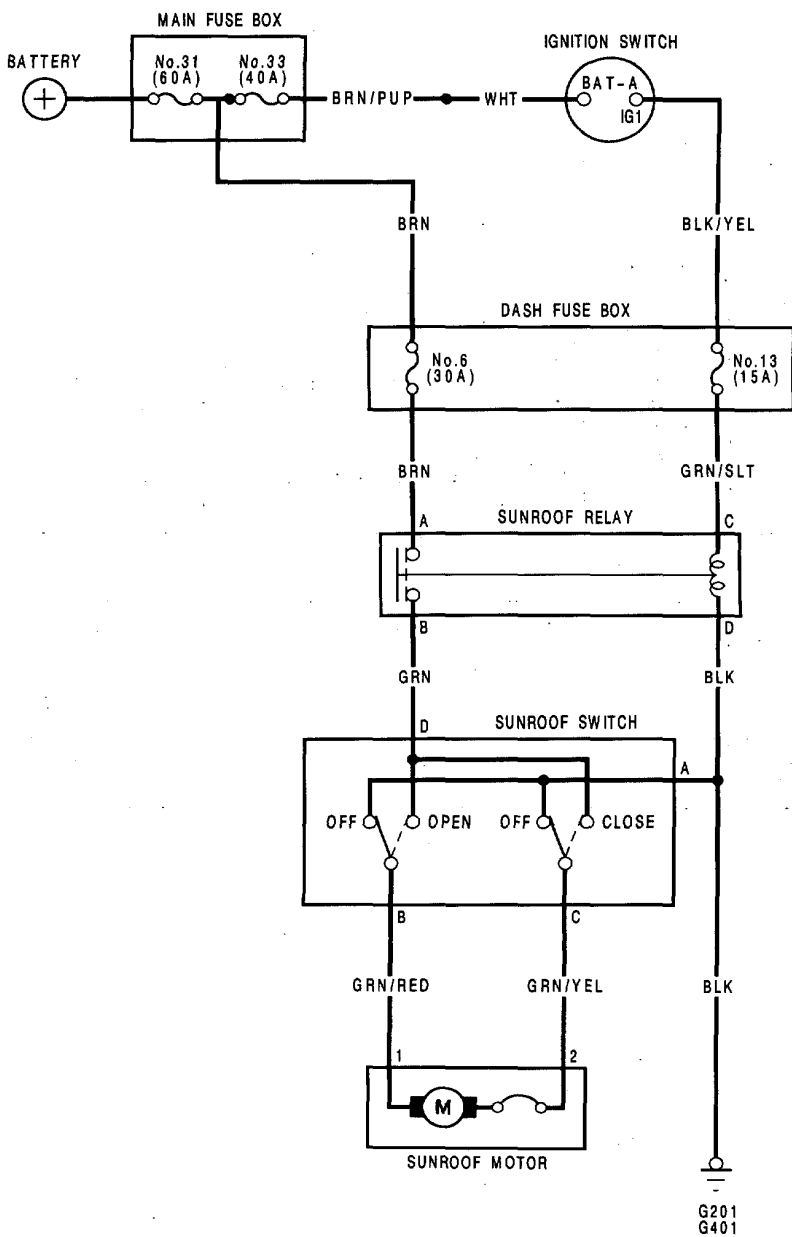 MAIN FUSE BOX
IGNITION SWITCH
BATTERY
No.31
(60A)
No.33
(40A)
+
BRN/PUP
WHT
BAT-A
IG1
BRN
BLK/YEL
DASH FUSE BOX
No.6
(30A)
No.13
(15A)
BRN
GRN/SLT
A
SUNROOF RELAY
C
B
D
GRN
BLK
D
SUNROOF SWITCH
A
OFF
OPEN
OFF
CLOSE
B
C
GRN/RED
GRN/YEL
BLK
1
2
M
SUNROOF MOTOR
G201
G401